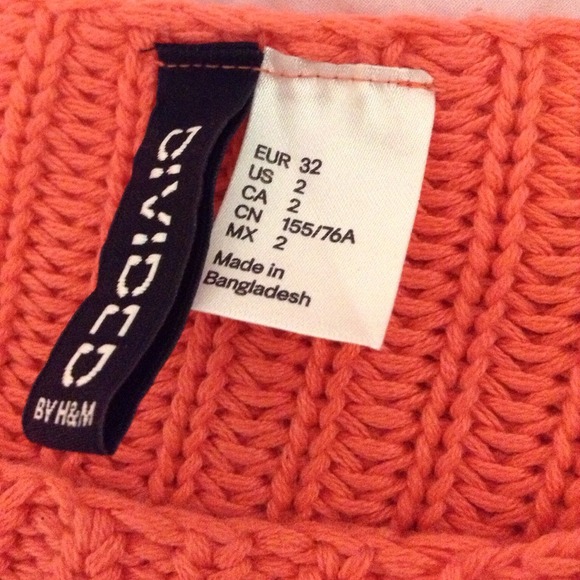 DIVIDED
BY H&M
EUR 32
US 2
CA 2
CN 155/76A
MX 2
Made in
Bangladesh